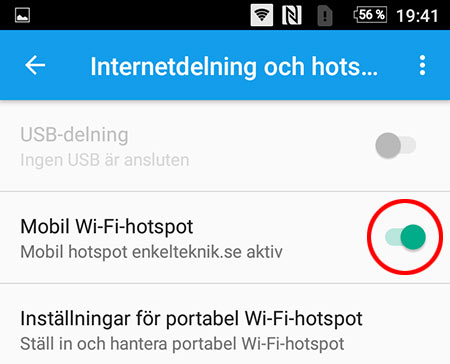 56 % 19:41
Internetdelning och hots...
USB-delning
Ingen USB är ansluten
Mobil Wi-Fi-hotspot
Mobil hotspot enkelteknik.se aktiv
Inställningar för portabel Wi-Fi-hotspot
Ställ in och hantera portabel Wi-Fi-hotspot